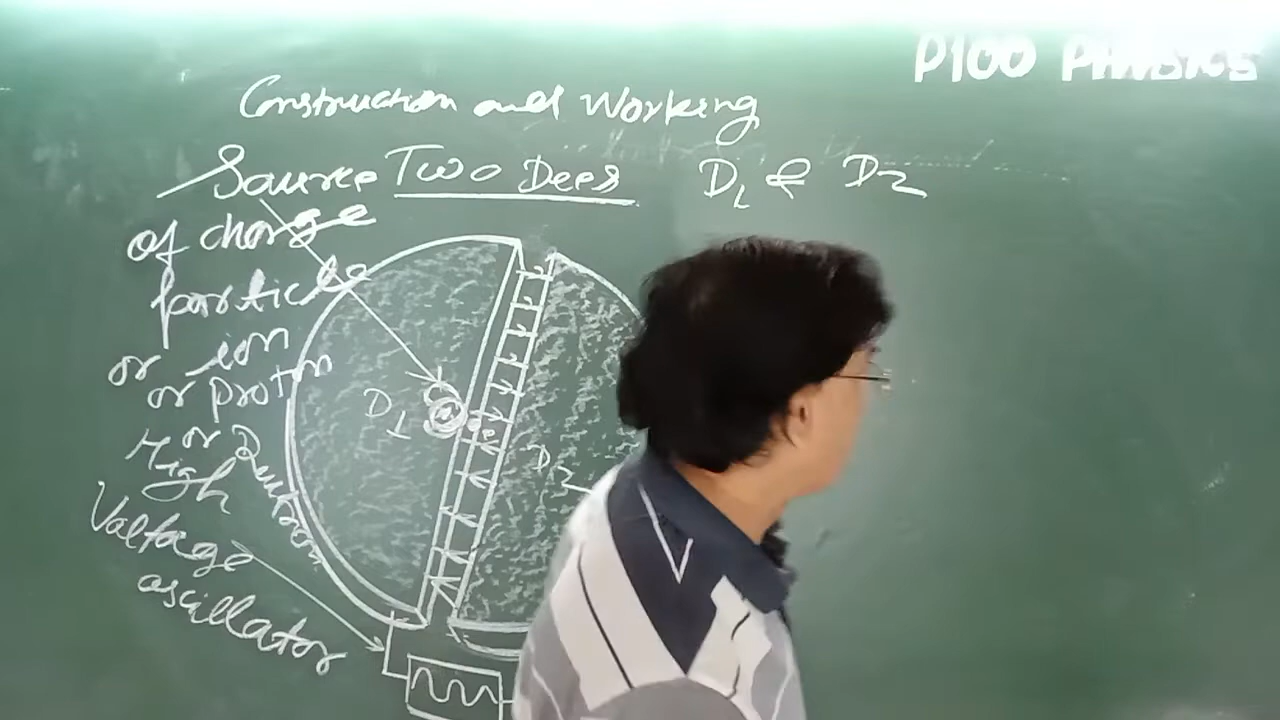 P100 PHYSICS
Construction and Working
Source Two Dees D1 & D2
of charge
particle
or ion
or proton
or Deutron
D1
D2
High
Voltage
oscillator